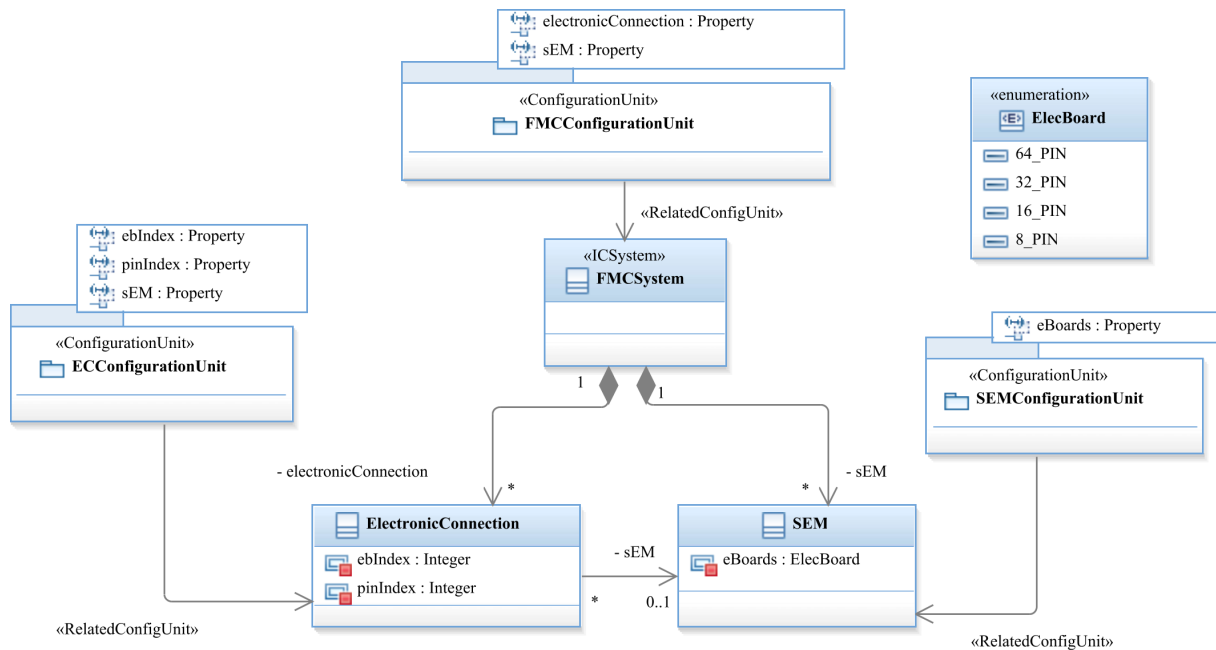 electronicConnection : Property
sEM : Property
«ConfigurationUnit»
FMCConfigurationUnit
«enumeration»
<E> ElecBoard
64_PIN
32_PIN
16_PIN
8_PIN
«RelatedConfigUnit»
ebIndex : Property
pinIndex : Property
sEM : Property
«ConfigurationUnit»
ECConfigurationUnit
«ICSystem»
FMCSystem
eBoards : Property
«ConfigurationUnit»
SEMConfigurationUnit
1
1
- electronicConnection
*
- sEM
*
ElectronicConnection
ebIndex : Integer
pinIndex : Integer
- sEM
*
0..1
SEM
eBoards : ElecBoard
«RelatedConfigUnit»
«RelatedConfigUnit»